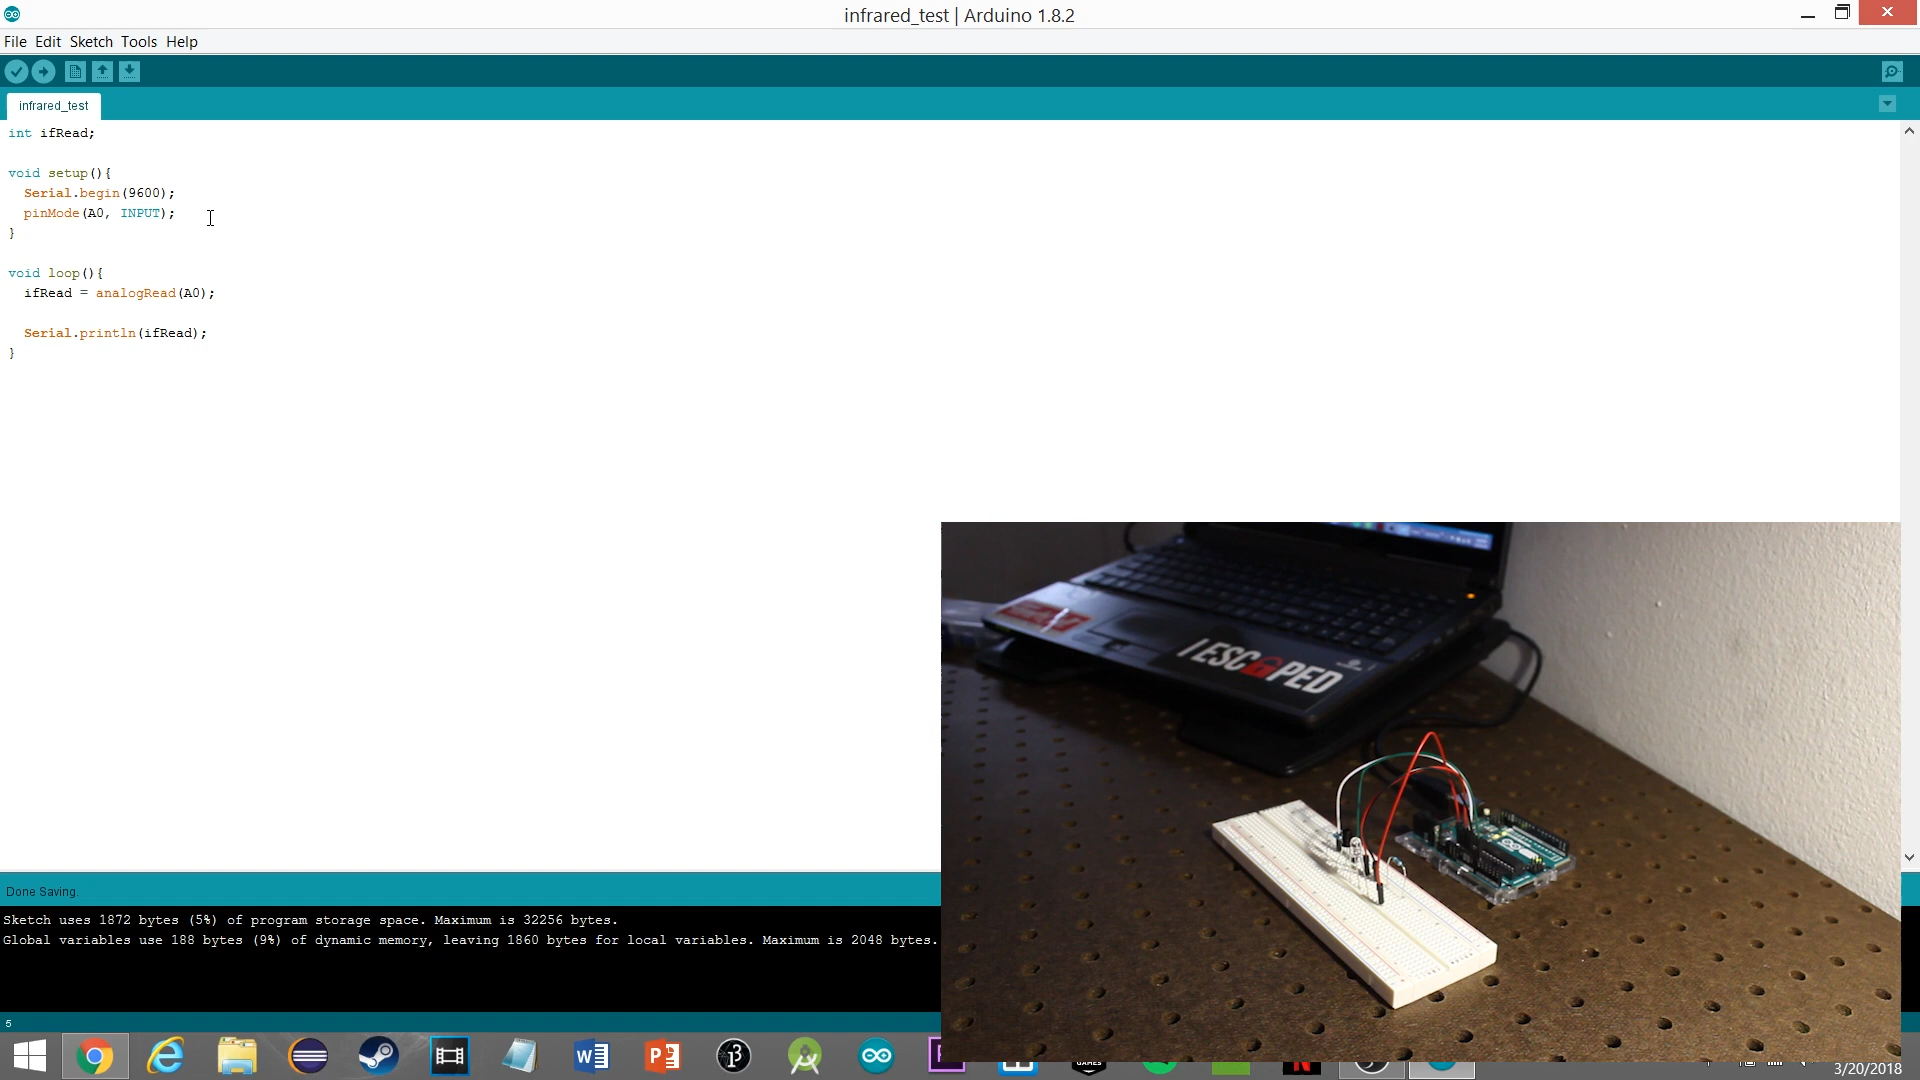 infrared_test | Arduino 1.8.2
File Edit Sketch Tools Help
infrared_test
int ifRead;
void setup(){
Serial.begin(9600);
pinMode(A0, INPUT);
}
void loop(){
ifRead = analogRead(A0);
Serial.println(ifRead);
}
I ESCAPED
Done Saving.
Sketch uses 1872 bytes (5%) of program storage space. Maximum is 32256 bytes.
Global variables use 188 bytes (9%) of dynamic memory, leaving 1860 bytes for local variables. Maximum is 2048 bytes.
5
GAMES
3/20/2018